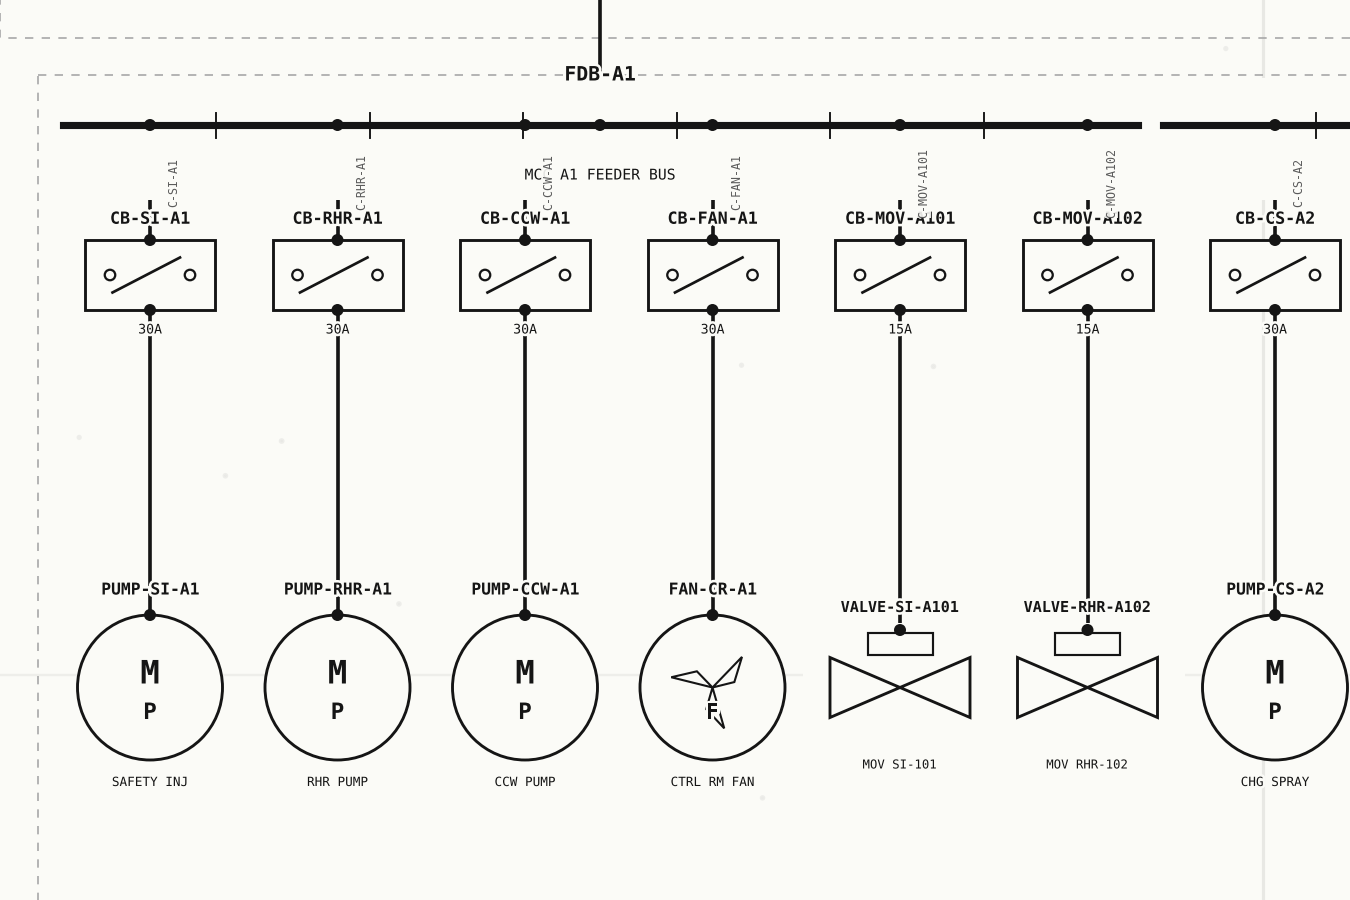 FDB-A1
C-SI-A1
C-RHR-A1
C-CCW-A1
C-FAN-A1
C-MOV-A101
C-MOV-A102
C-CS-A2
A1 FEEDER BUS
CB-SI-A1
CB-RHR-A1
CB-CCW-A1
CB-FAN-A1
CB-MOV-A101
CB-MOV-A102
CB-CS-A2
30A
30A
30A
30A
15A
15A
30A
PUMP-SI-A1
PUMP-RHR-A1
PUMP-CCW-A1
FAN-CR-A1
VALVE-SI-A101
VALVE-RHR-A102
PUMP-CS-A2
M
M
M
M
P
P
P
F
P
MOV SI-101
MOV RHR-102
SAFETY INJ
RHR PUMP
CCW PUMP
CTRL RM FAN
CHG SPRAY